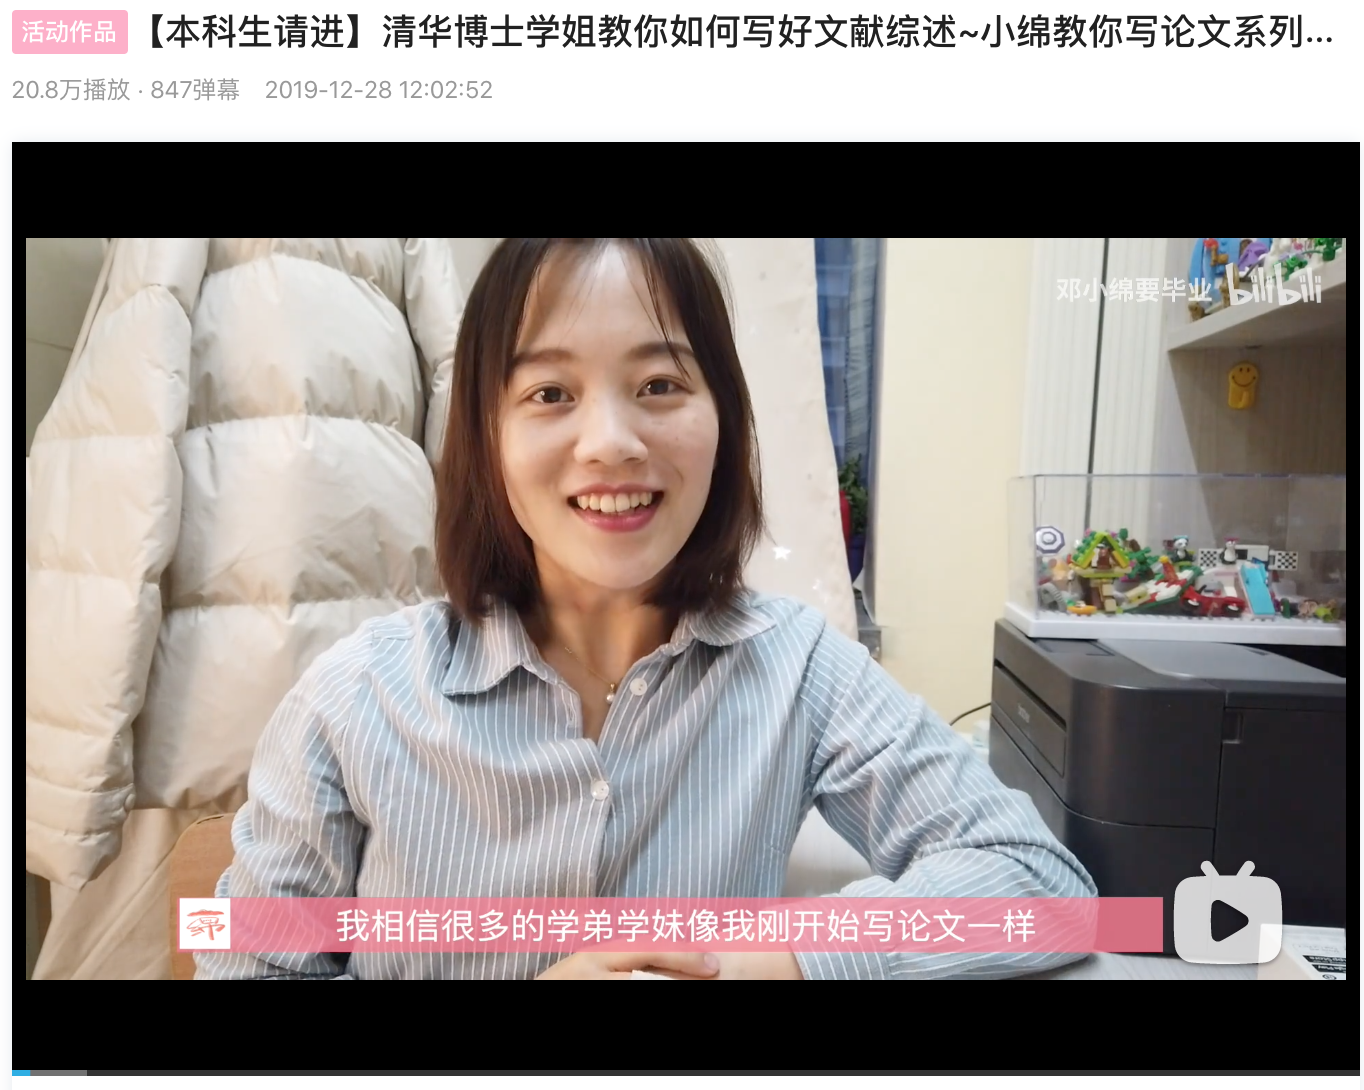 活动作品 【本科生请进】清华博士学姐教你如何写好文献综述~小绵教你写论文系列...
20.8万播放 · 847弹幕 2019-12-28 12:02:52
邓小绵要毕业 bilibili
我相信很多的学弟学妹像我刚开始写论文一样